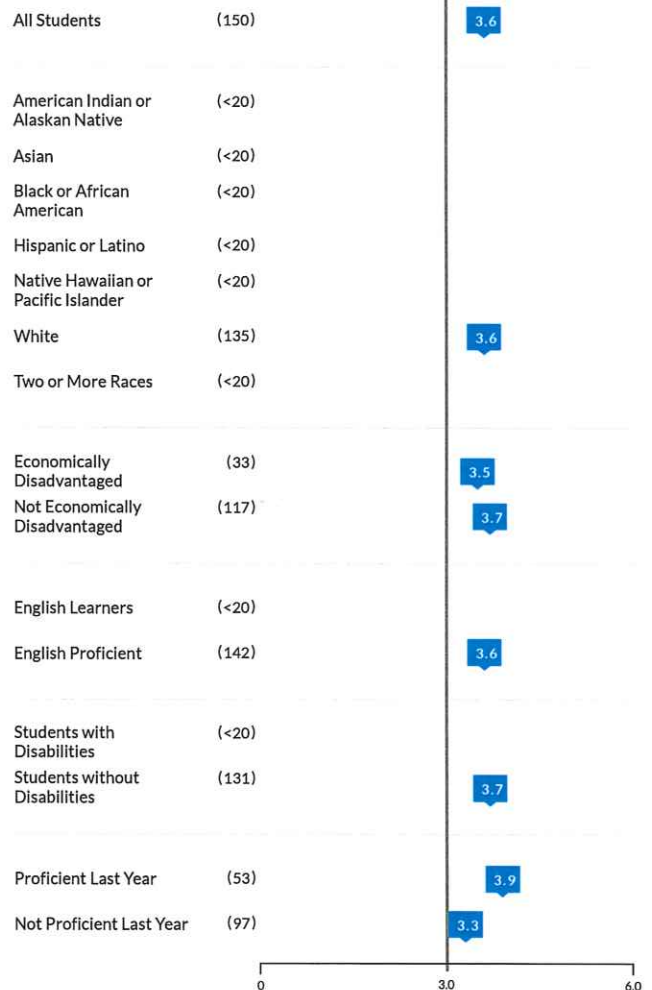 All Students (150) 3.6
American Indian or (<20)
Alaskan Native
Asian (<20)
Black or African (<20)
American
Hispanic or Latino (<20)
Native Hawaiian or (<20)
Pacific Islander
White (135) 3.6
Two or More Races (<20)
Economically (33) 3.5
Disadvantaged
Not Economically (117) 3.7
Disadvantaged
English Learners (<20)
English Proficient (142) 3.6
Students with (<20)
Disabilities
Students without (131) 3.7
Disabilities
Proficient Last Year (53) 3.9
Not Proficient Last Year (97) 3.3
0 3.0 6.0